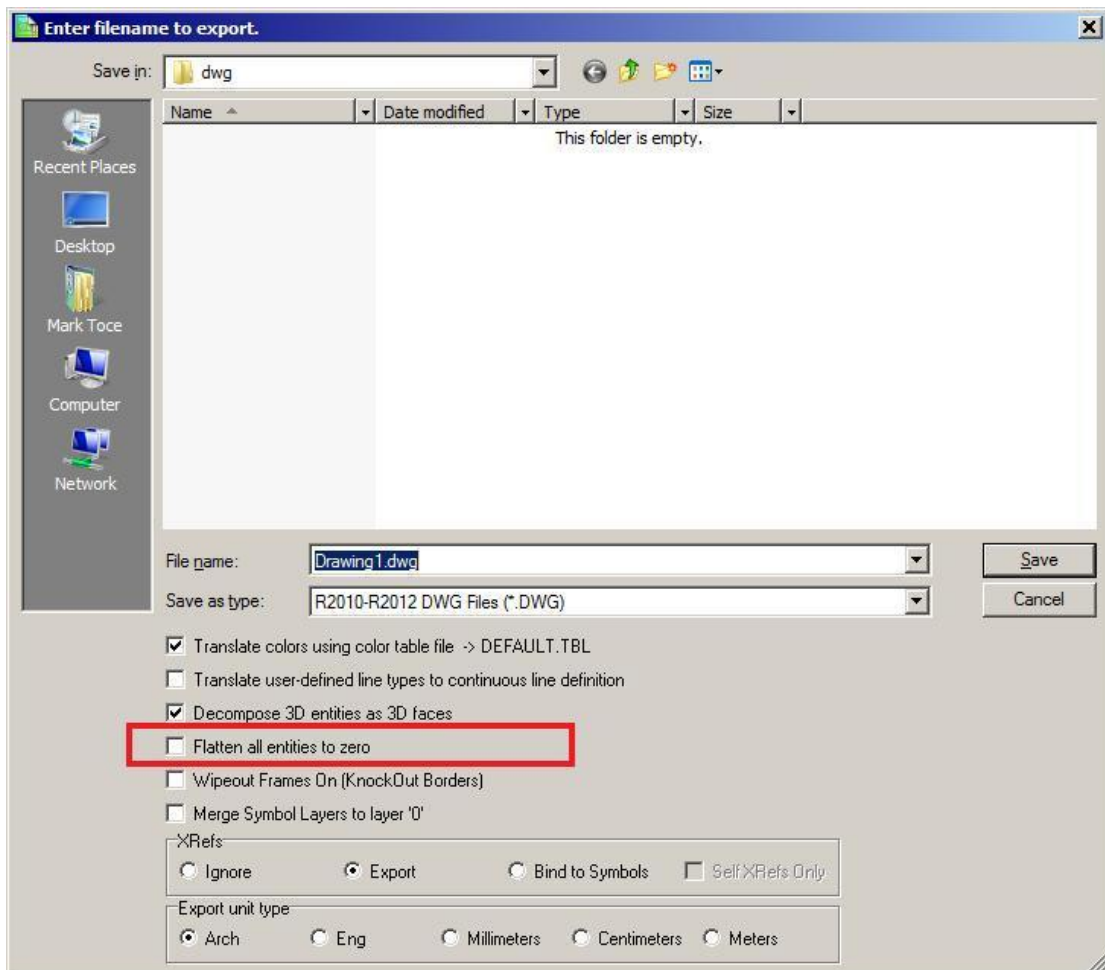 Enter filename to export.
Save in: dwg
Name Date modified Type Size
This folder is empty.
Recent Places
Desktop
Mark Toce
Computer
Network
File name: Drawing1.dwg Save
Save as type: R2010-R2012 DWG Files (*.DWG) Cancel
Translate colors using color table file -> DEFAULT.TBL
Translate user-defined line types to continuous line definition
Decompose 3D entities as 3D faces
Flatten all entities to zero
Wipeout Frames On (KnockOut Borders)
Merge Symbol Layers to layer '0'
XRefs
Ignore Export Bind to Symbols Self XRefs Only
Export unit type
Arch Eng Millimeters Centimeters Meters